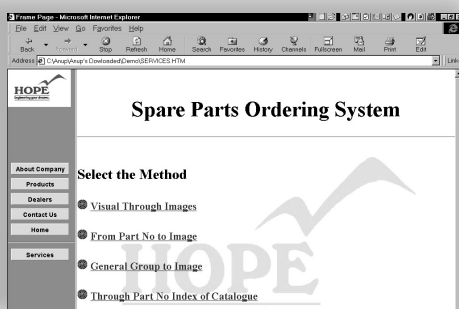 Frame Page - Microsoft Internet Explorer
File Edit View Go Favorites Help
Back Forward Stop Refresh Home Search Favorites History Channels Fullscreen Mail Print Edit
Address C:\Anup\Anup's Dowloaded\Demo\SERVICES.HTM Link
HOPE
Spare Parts Ordering System
About Company
Products
Dealers
Contact Us
Home
Services
Select the Method
Visual Through Images
From Part No to Image
General Group to Image
Through Part No Index of Catalogue
HOPE